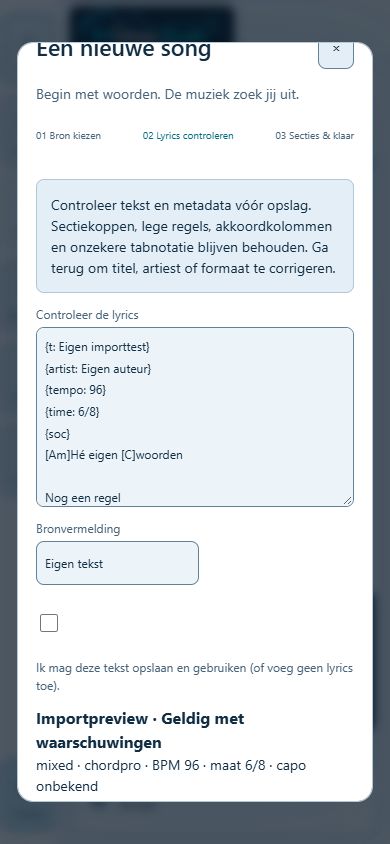 Een nieuwe song
×
Begin met woorden. De muziek zoek jij uit.
01 Bron kiezen 02 Lyrics controleren 03 Secties & klaar
Controleer tekst en metadata vóór opslag.
Sectiekoppen, lege regels, akkoordkolommen
en onzekere tabnotatie blijven behouden. Ga
terug om titel, artiest of formaat te corrigeren.
Controleer de lyrics
{t: Eigen importtest}
{artist: Eigen auteur}
{tempo: 96}
{time: 6/8}
{soc}
[Am]Hé eigen [C]woorden
Nog een regel
Bronvermelding
Eigen tekst
Ik mag deze tekst opslaan en gebruiken (of voeg geen lyrics
toe).
Importpreview · Geldig met
waarschuwingen
mixed · chordpro · BPM 96 · maat 6/8 · capo
onbekend